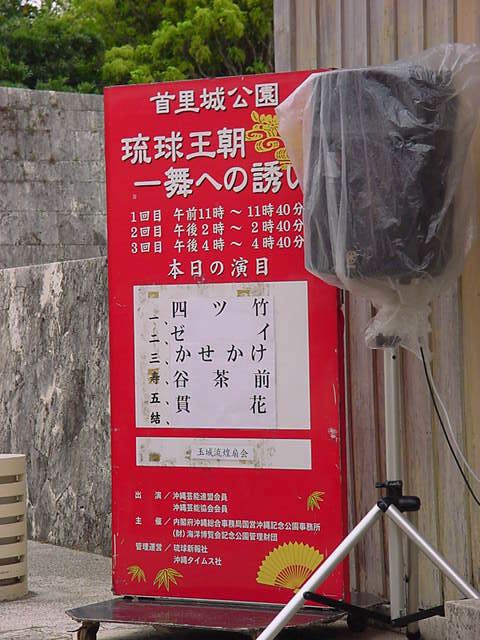 首里城公園
琉球王朝
一舞への誘い
1回目 午前11時～11時40分
2回目 午後2時～2時40分
3回目 午後4時～4時40分
本日の演目
一、四ツ竹
二、ゼイ
三、かせかけ
谷茶前
五、貫花
玉城流煌扇会
出 演／沖縄芸能連盟会員
沖縄芸能協会会員
主 催／内閣府沖縄総合事務局国営沖縄記念公園事務所
(財)海洋博覧会記念公園管理財団
管理運営／琉球新報社
沖縄タイムス社